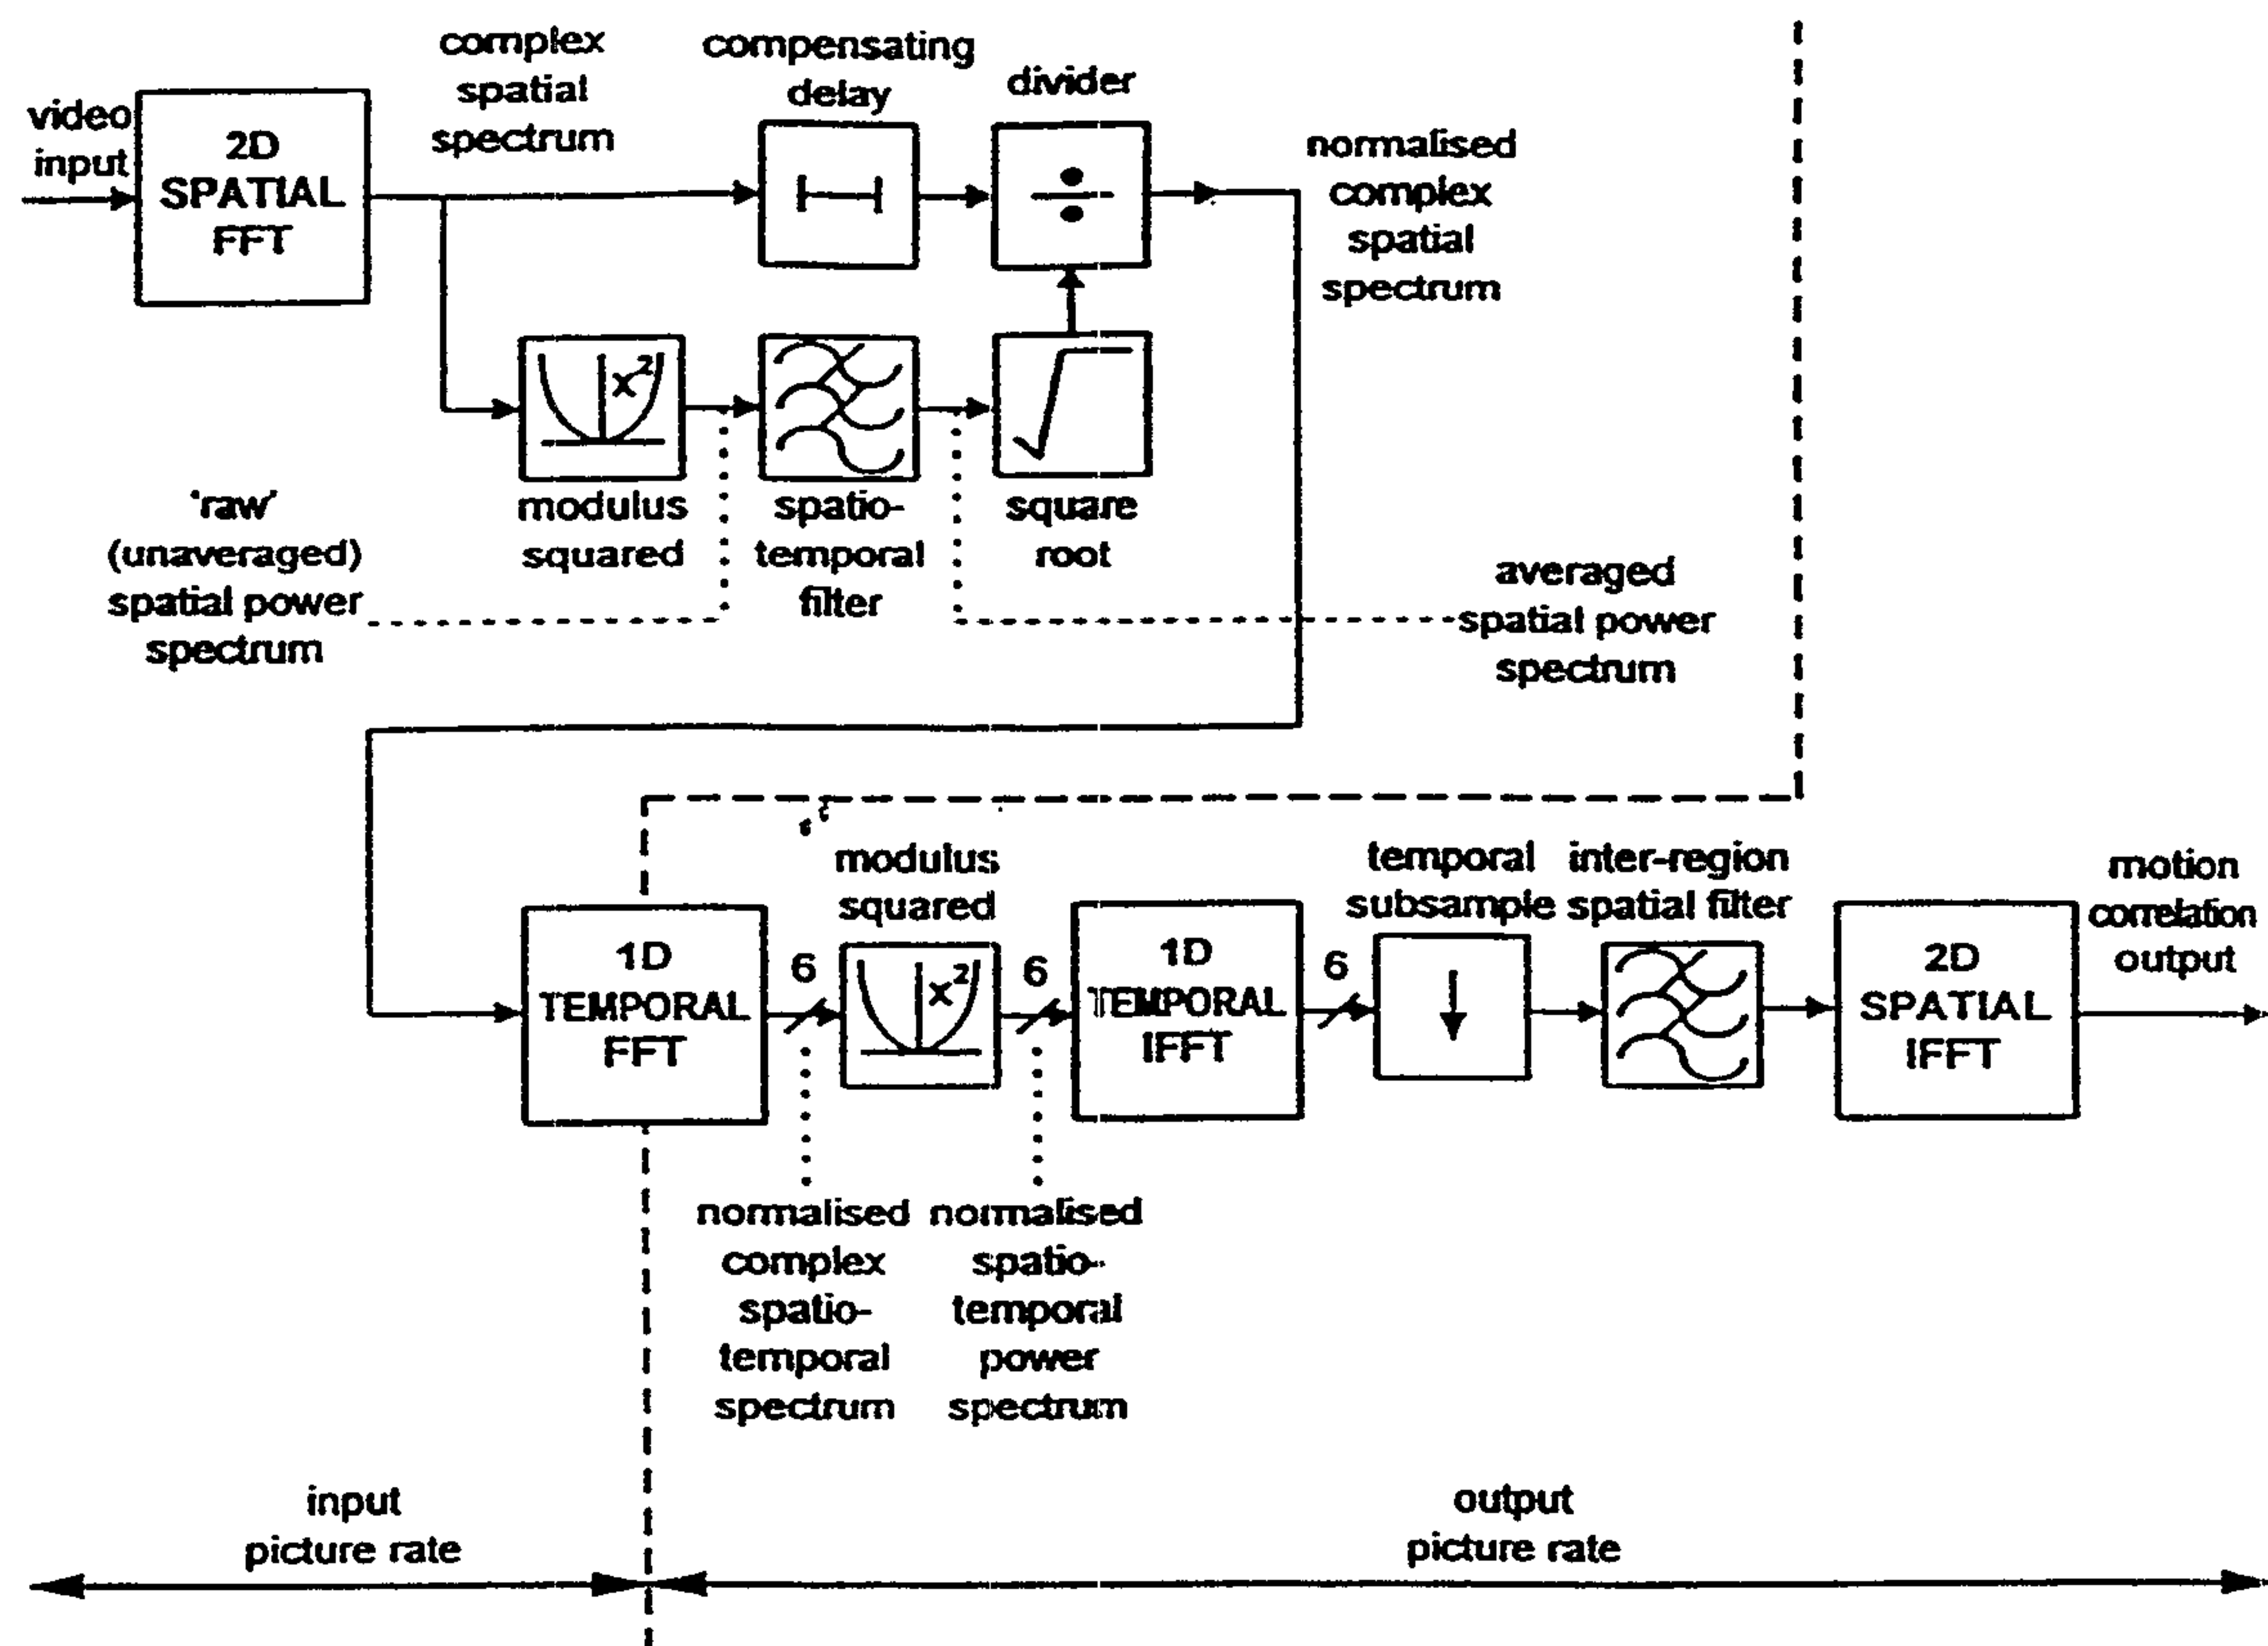 complex
spatial
spectrum
compensating
delay
divider
video
input
2D
SPATIAL
FFT
normalised
complex
spatial
spectrum
x²
'raw'
(unaveraged)
spatial power
spectrum
modulus
squared
spatio-
temporal
filter
square
root
averaged
spatial power
spectrum
modulus
squared
temporal
subsample
inter-region
spatial filter
motion
correlation
output
1D
TEMPORAL
FFT
6
x²
6
1D
TEMPORAL
IFFT
6
2D
SPATIAL
IFFT
normalised
complex
spatio-
temporal
spectrum
normalised
spatio-
temporal
power
spectrum
input
picture rate
output
picture rate